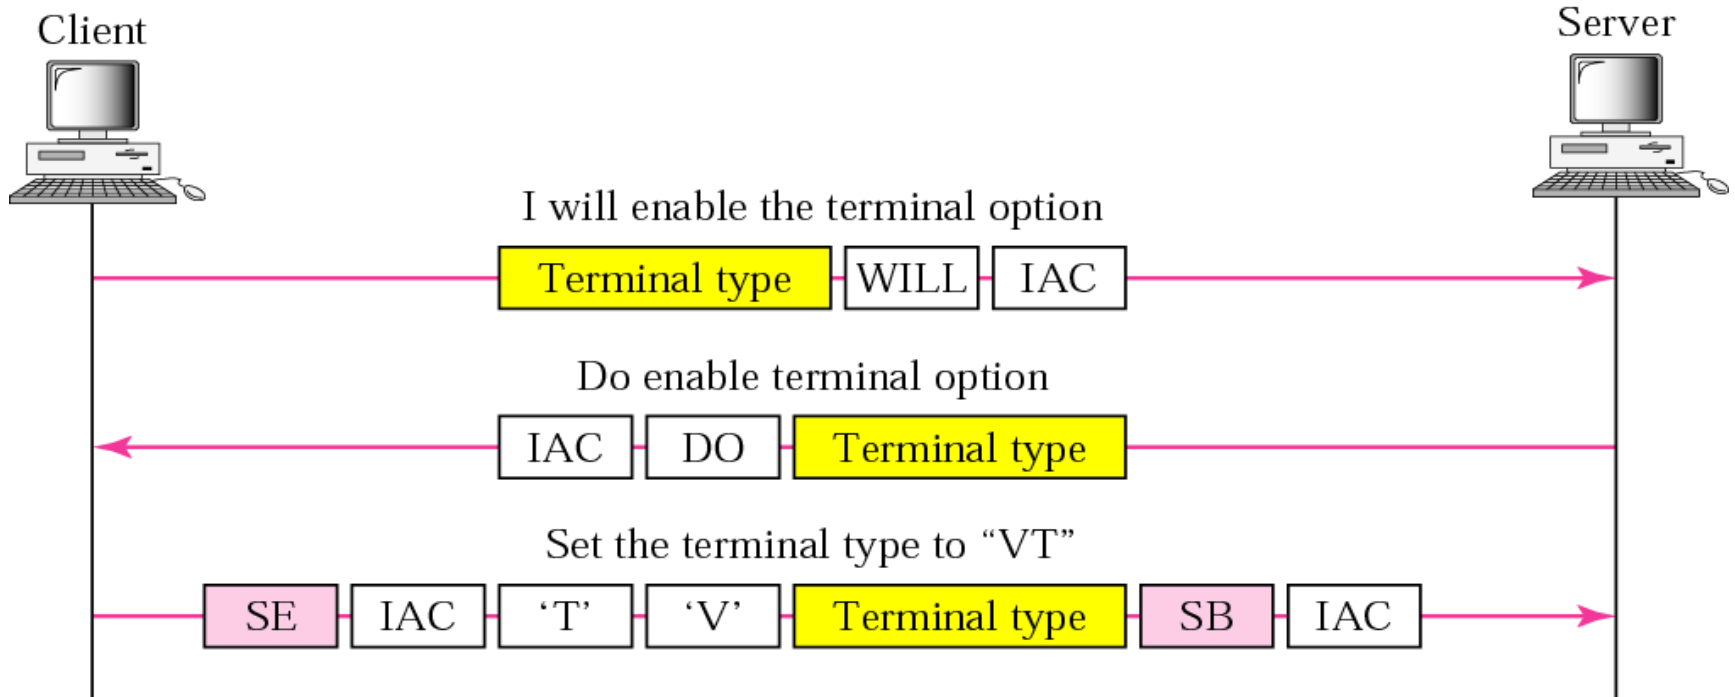 Client
Server
I will enable the terminal option
Terminal type WILL IAC
Do enable terminal option
IAC DO Terminal type
Set the terminal type to “VT”
SE IAC ‘T’ ‘V’ Terminal type SB IAC